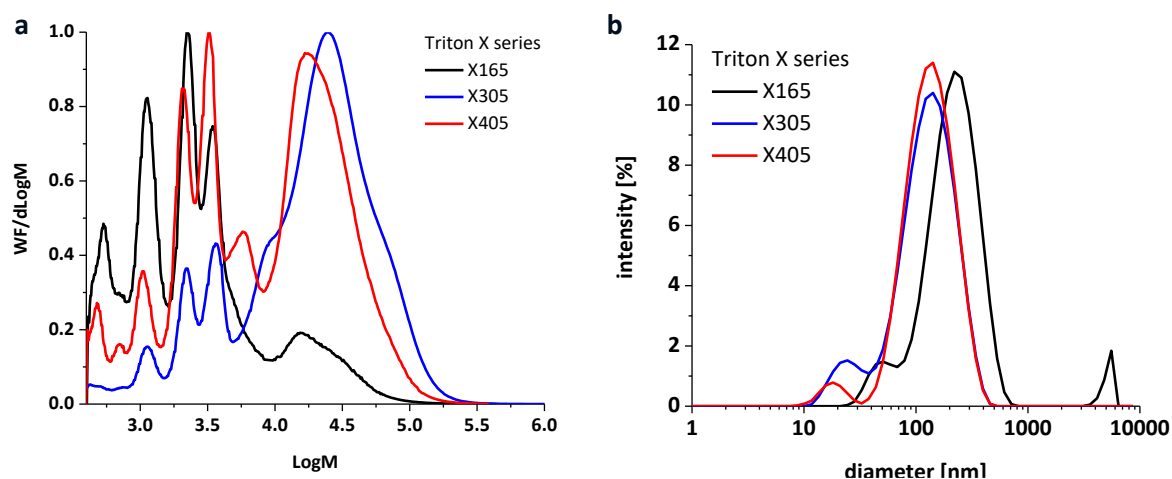 a
Triton X series
X165
X305
X405
WF/dLogM
1.0
0.8
0.6
0.4
0.2
0.0
3.0 3.5 4.0 4.5 5.0 5.5 6.0
LogM
b
Triton X series
X165
X305
X405
intensity [%]
12
10
8
6
4
2
0
1 10 100 1000 10000
diameter [nm]